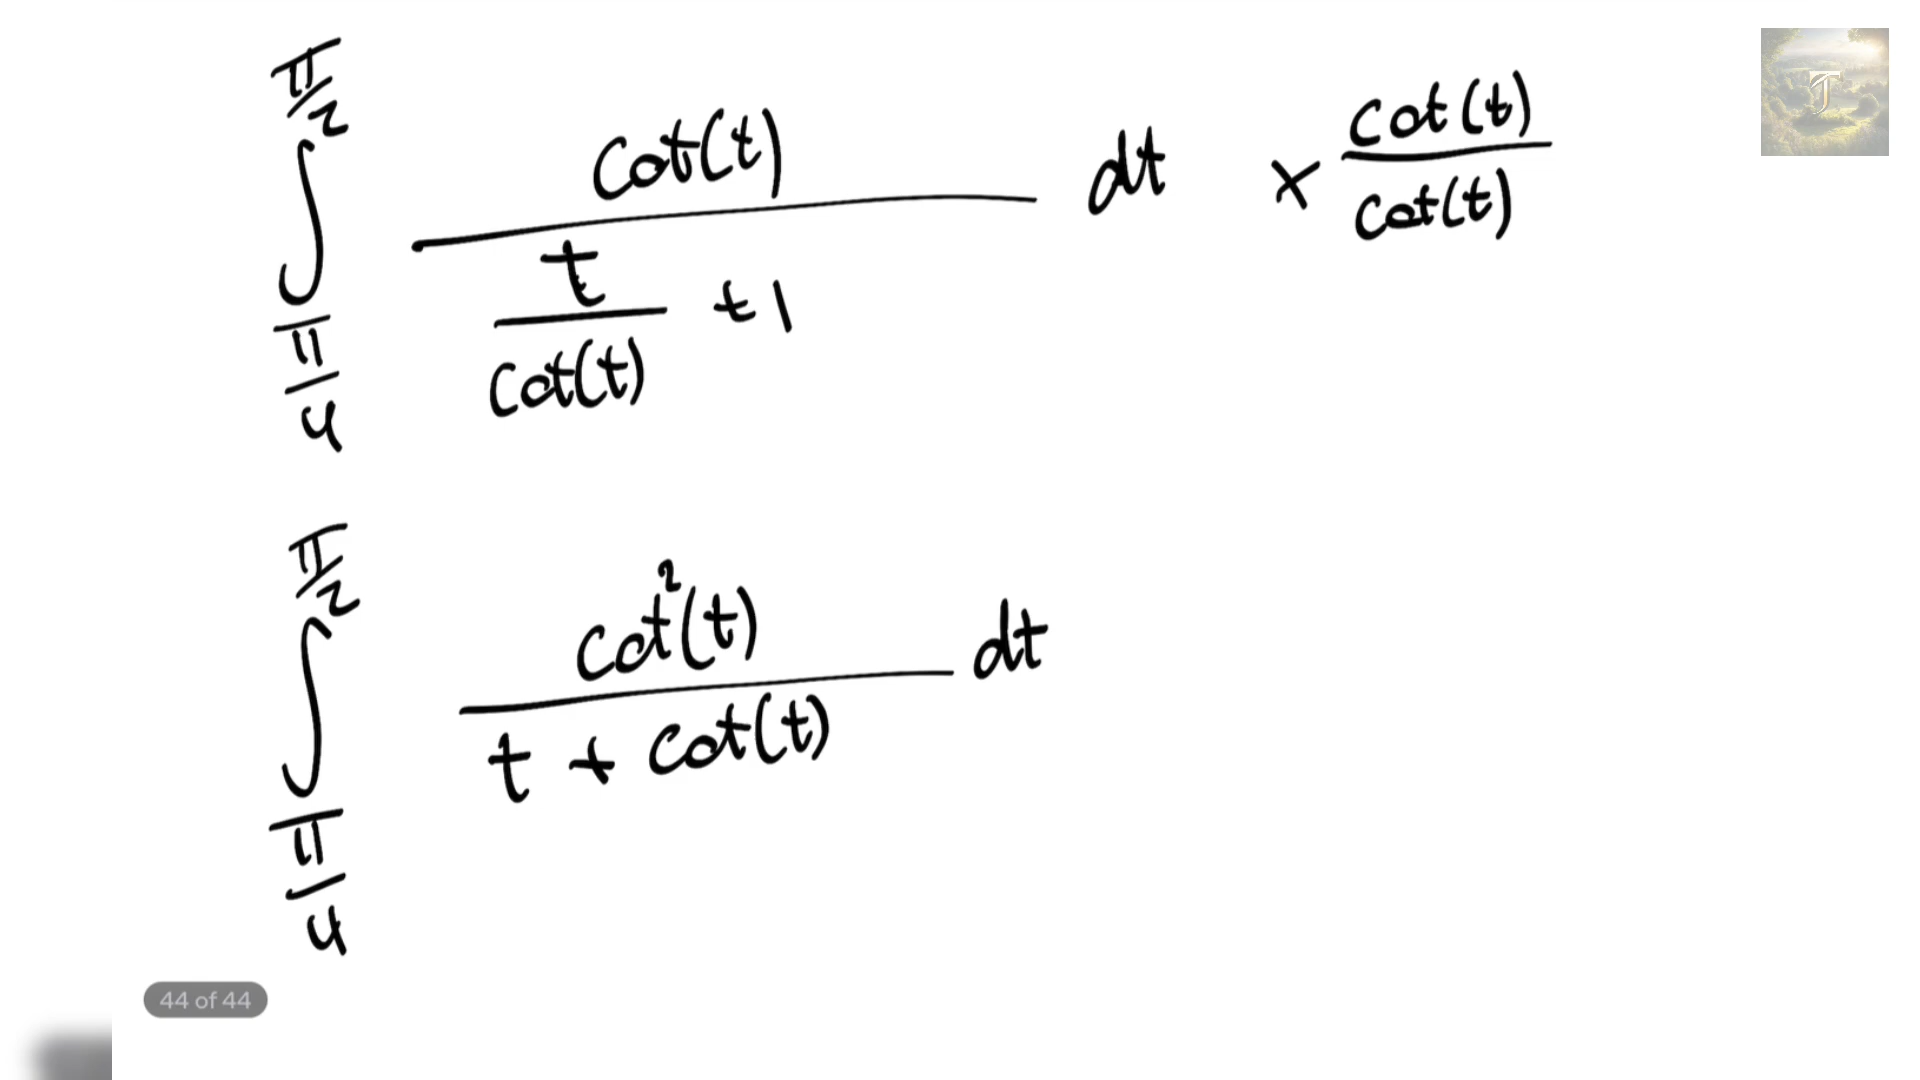 ∫_{π/4}^{π/2} cot(t) / (t/cot(t) + 1) dt × cot(t)/cot(t)
∫_{π/4}^{π/2} cot²(t) / (t + cot(t)) dt
44 of 44
J